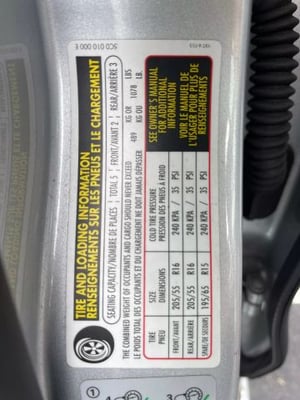 5C0 010 000 E
TIRE AND LOADING INFORMATION
RENSEIGNEMENTS SUR LES PNEUS ET LE CHARGEMENT
SEATING CAPACITY/NOMBRE DE PLACES | TOTAL 5 | FRONT/AVANT 2 | REAR/ARRIÈRE 3
THE COMBINED WEIGHT OF OCCUPANTS AND CARGO SHOULD NEVER EXCEED 489 KG OR 1078 LBS
LE POIDS TOTAL DES OCCUPANTS ET DU CHARGEMENT NE DOIT JAMAIS DÉPASSER KG OU LB.
TIRE SIZE COLD TIRE PRESSURE
PNEU DIMENSIONS PRESSION DES PNEUS À FROID
FRONT/AVANT 205/55 R16 240 KPA / 35 PSI
REAR/ARRIÈRE 205/55 R16 240 KPA / 35 PSI
SPARE/DE SECOURS 195/65 R15 240 KPA / 35 PSI
SEE OWNER'S MANUAL
FOR ADDITIONAL
INFORMATION
VOIR LE MANUEL DE
L'USAGER POUR PLUS DE
RENSEIGNEMENTS
1
3